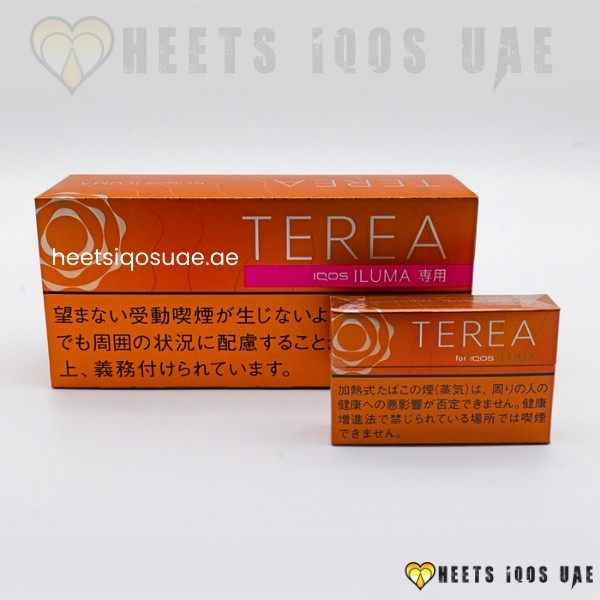 HEETS iQOS UAE
for IQOS ILUMA
TEREA
TEREA
heetsiqosuae.ae
IQOS ILUMA 専用
望まない受動喫煙が生じないよ
でも周囲の状況に配慮すること
上、義務付けられています。
TEREA
for IQOS ILUMA
加熱式たばこの煙(蒸気)は、周りの人の
健康への悪影響が否定できません。健康
増進法で禁じられている場所では喫煙
できません。
HEETS iQOS UAE